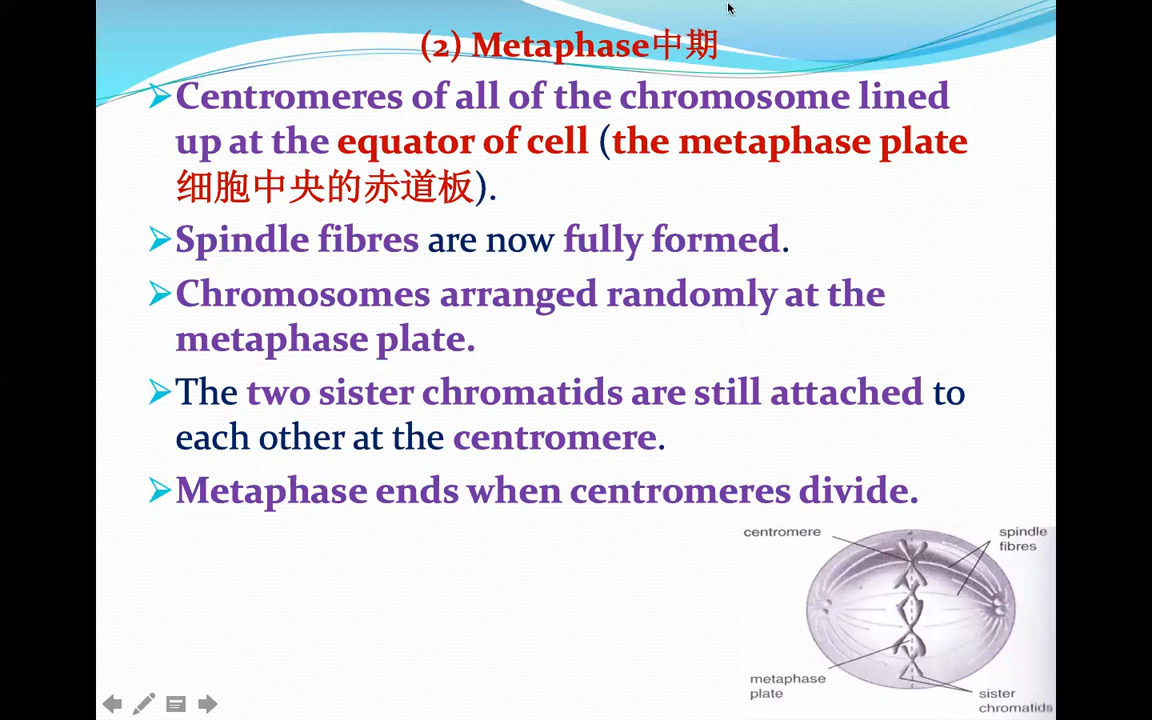 (2) Metaphase中期
Centromeres of all of the chromosome lined
up at the equator of cell (the metaphase plate
细胞中央的赤道板).
Spindle fibres are now fully formed.
Chromosomes arranged randomly at the
metaphase plate.
The two sister chromatids are still attached to
each other at the centromere.
Metaphase ends when centromeres divide.
centromere
spindle
fibres
metaphase
plate
sister
chromatids